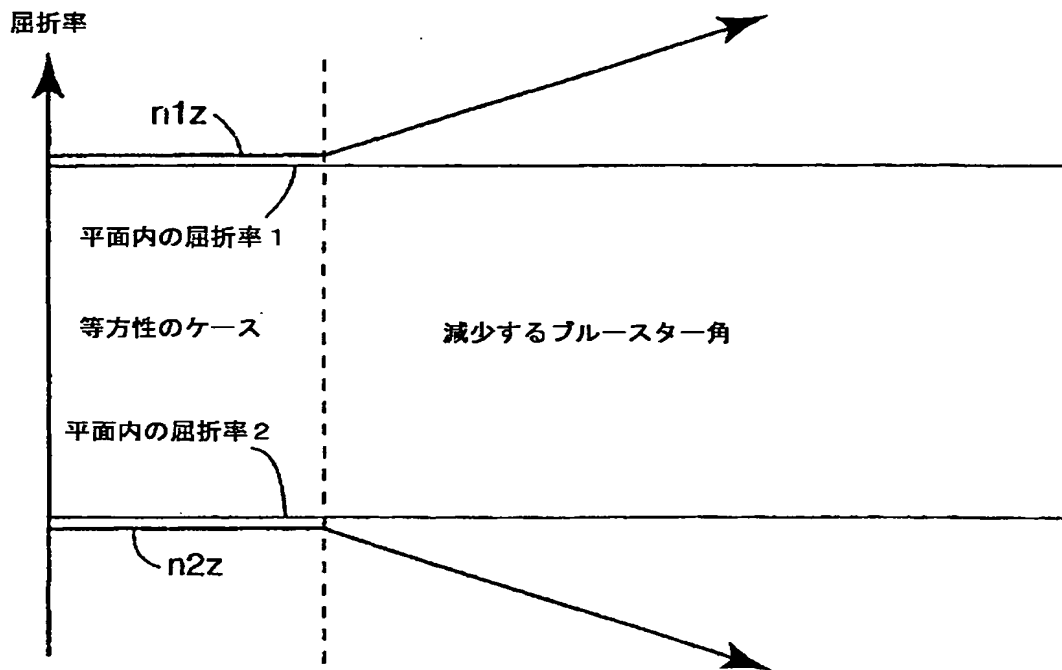 屈折率
n1z
平面内の屈折率1
等方性のケース
減少するブルースター角
平面内の屈折率2
n2z